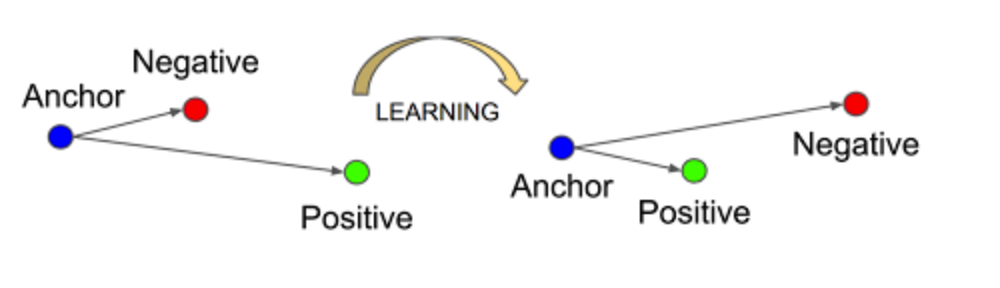 Negative
Anchor
Positive
LEARNING
Anchor
Positive
Negative